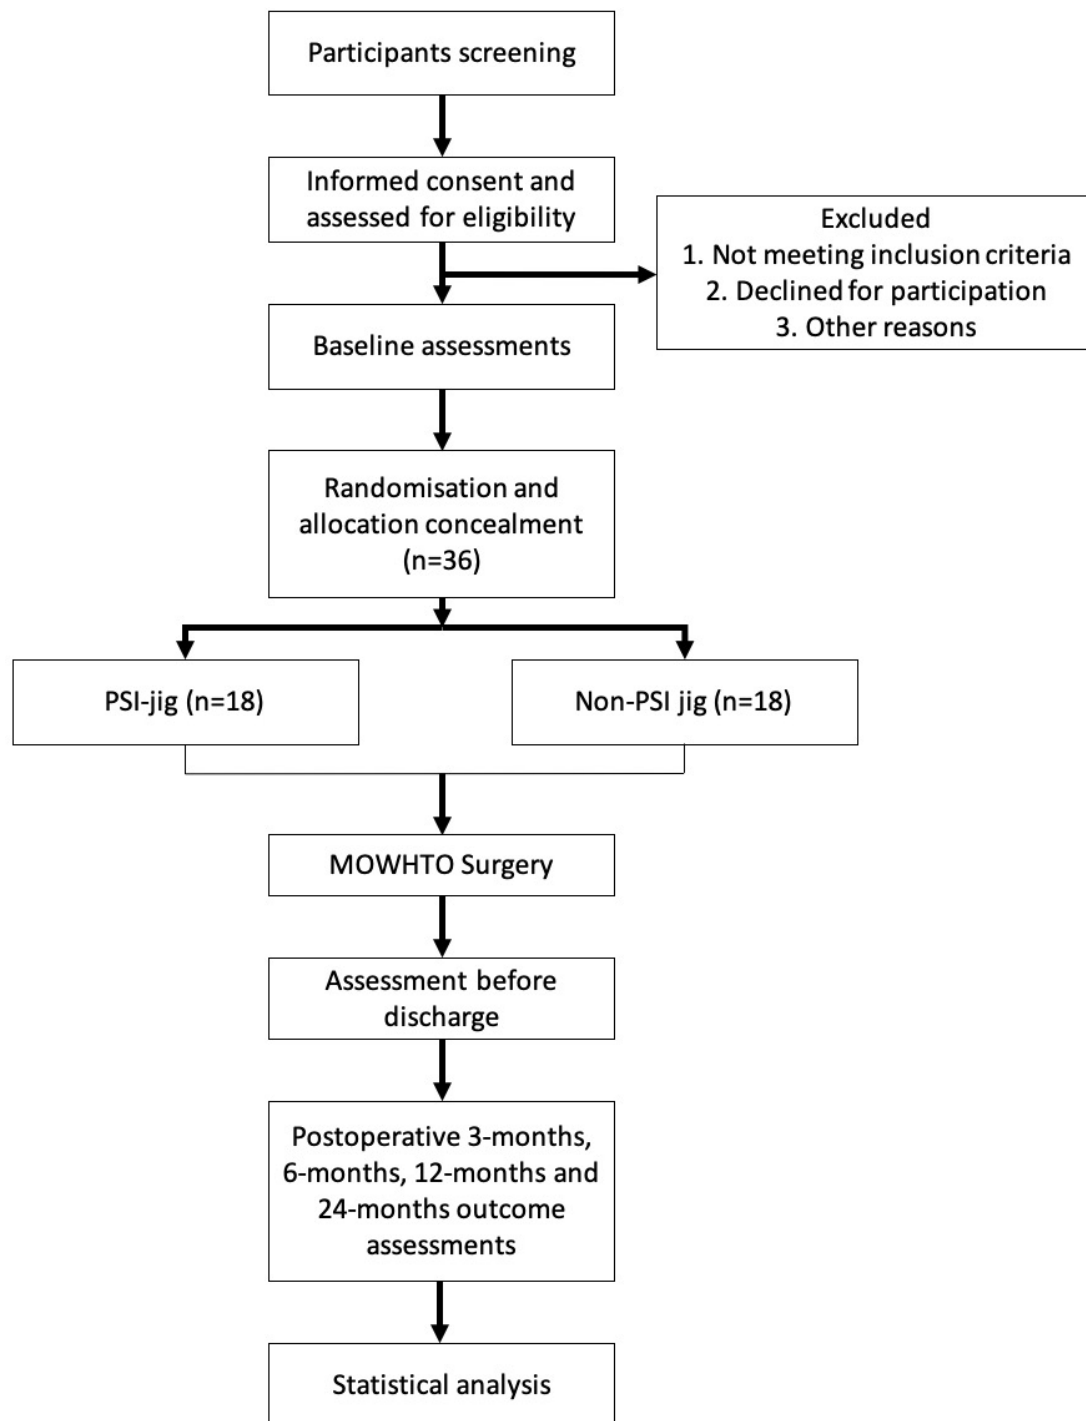 Participants screening
Informed consent and
assessed for eligibility
Excluded
1. Not meeting inclusion criteria
2. Declined for participation
3. Other reasons
Baseline assessments
Randomisation and
allocation concealment
(n=36)
PSI-jig (n=18)
Non-PSI jig (n=18)
MOWHTO Surgery
Assessment before
discharge
Postoperative 3-months,
6-months, 12-months and
24-months outcome
assessments
Statistical analysis